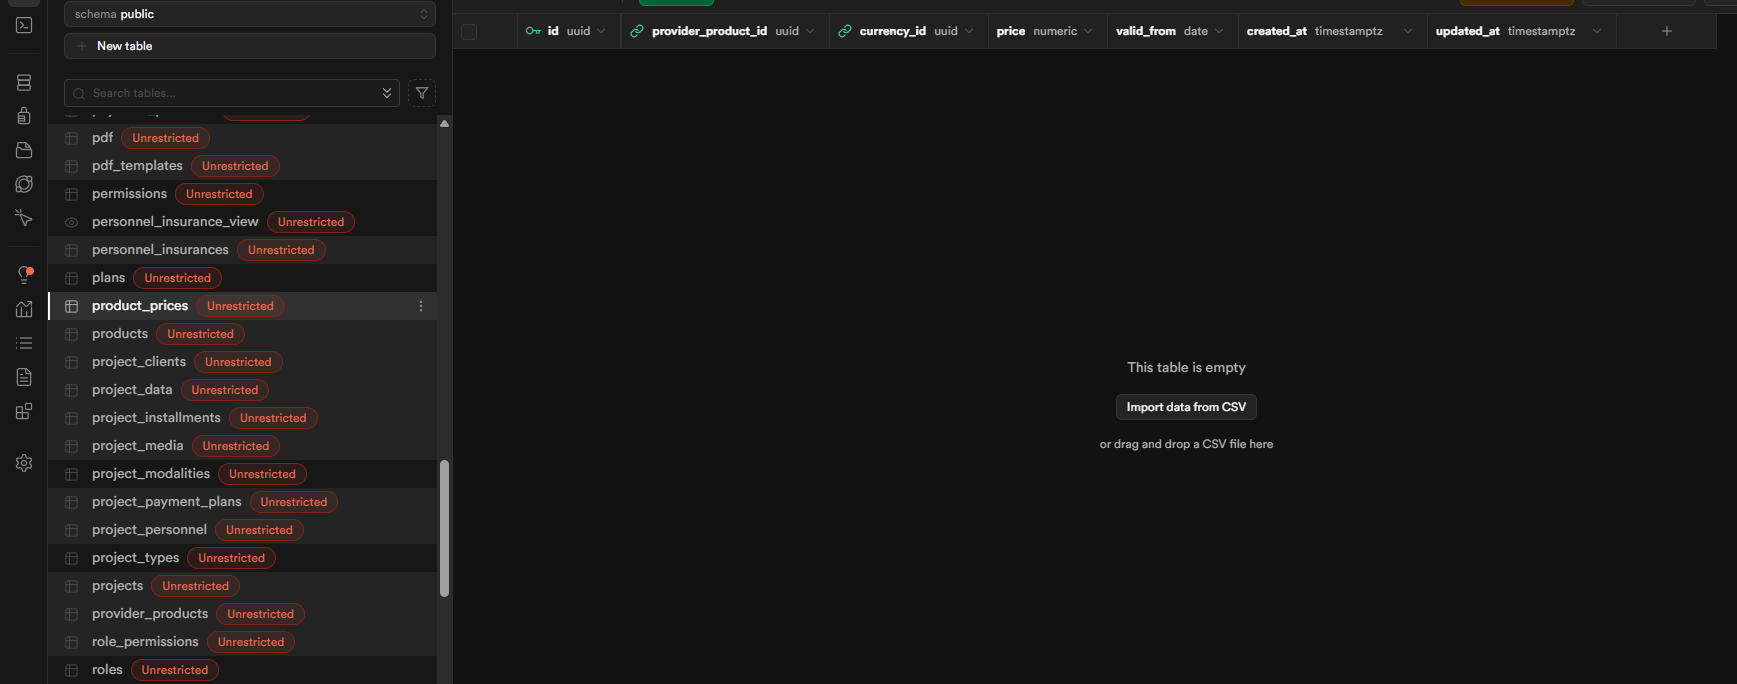 schema public
New table
Search tables...
pdf Unrestricted
pdf_templates Unrestricted
permissions Unrestricted
personnel_insurance_view Unrestricted
personnel_insurances Unrestricted
plans Unrestricted
product_prices Unrestricted
products Unrestricted
project_clients Unrestricted
project_data Unrestricted
project_installments Unrestricted
project_media Unrestricted
project_modalities Unrestricted
project_payment_plans Unrestricted
project_personnel Unrestricted
project_types Unrestricted
projects Unrestricted
provider_products Unrestricted
role_permissions Unrestricted
roles Unrestricted
id uuid provider_product_id uuid currency_id uuid price numeric valid_from date created_at timestamptz updated_at timestamptz
This table is empty
Import data from CSV
or drag and drop a CSV file here